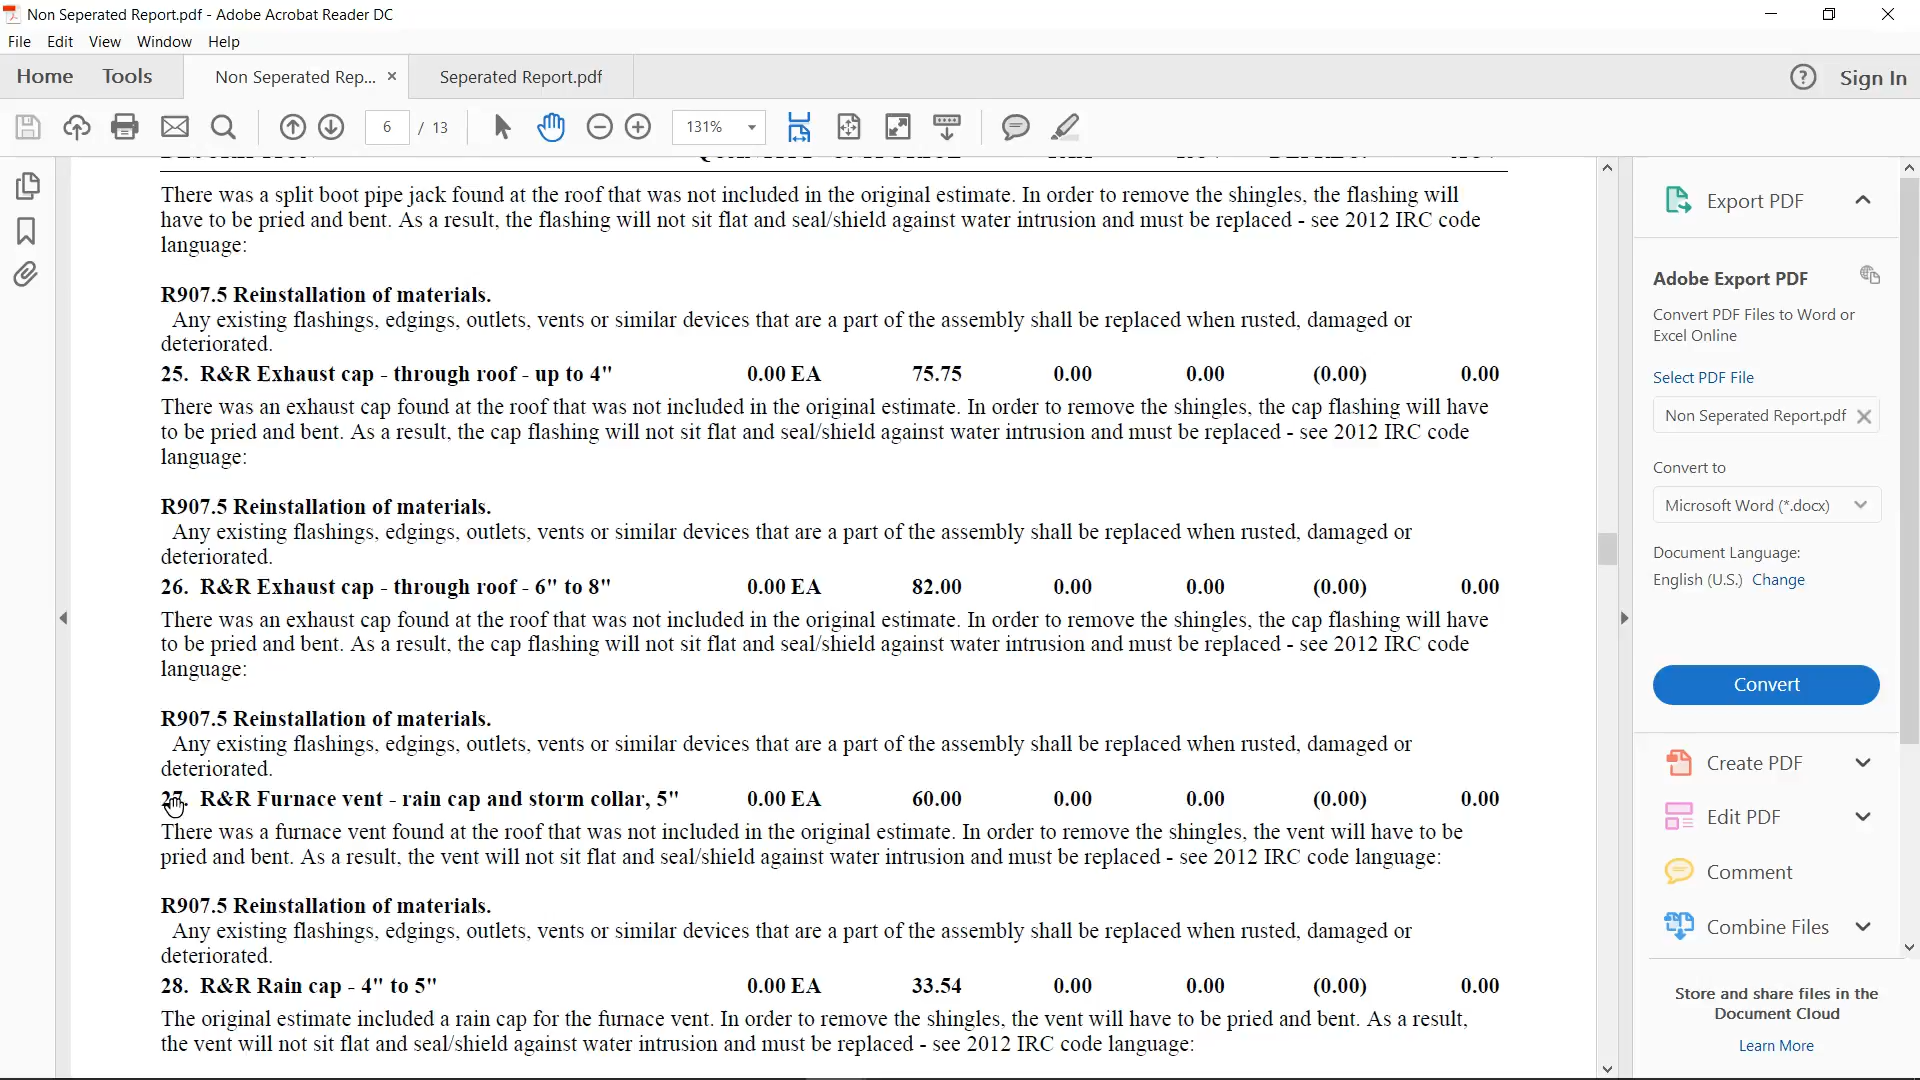 Non Seperated Report.pdf - Adobe Acrobat Reader DC
File Edit View Window Help
Home Tools Non Seperated Rep... × Seperated Report.pdf ? Sign In
6 / 13 131%
There was a split boot pipe jack found at the roof that was not included in the original estimate. In order to remove the shingles, the flashing will
have to be pried and bent. As a result, the flashing will not sit flat and seal/shield against water intrusion and must be replaced - see 2012 IRC code
language:
R907.5 Reinstallation of materials.
Any existing flashings, edgings, outlets, vents or similar devices that are a part of the assembly shall be replaced when rusted, damaged or
deteriorated.
25. R&R Exhaust cap - through roof - up to 4" 0.00 EA 75.75 0.00 0.00 (0.00) 0.00
There was an exhaust cap found at the roof that was not included in the original estimate. In order to remove the shingles, the cap flashing will have
to be pried and bent. As a result, the cap flashing will not sit flat and seal/shield against water intrusion and must be replaced - see 2012 IRC code
language:
R907.5 Reinstallation of materials.
Any existing flashings, edgings, outlets, vents or similar devices that are a part of the assembly shall be replaced when rusted, damaged or
deteriorated.
26. R&R Exhaust cap - through roof - 6" to 8" 0.00 EA 82.00 0.00 0.00 (0.00) 0.00
There was an exhaust cap found at the roof that was not included in the original estimate. In order to remove the shingles, the cap flashing will have
to be pried and bent. As a result, the cap flashing will not sit flat and seal/shield against water intrusion and must be replaced - see 2012 IRC code
language:
R907.5 Reinstallation of materials.
Any existing flashings, edgings, outlets, vents or similar devices that are a part of the assembly shall be replaced when rusted, damaged or
deteriorated.
27. R&R Furnace vent - rain cap and storm collar, 5" 0.00 EA 60.00 0.00 0.00 (0.00) 0.00
There was a furnace vent found at the roof that was not included in the original estimate. In order to remove the shingles, the vent will have to be
pried and bent. As a result, the vent will not sit flat and seal/shield against water intrusion and must be replaced - see 2012 IRC code language:
R907.5 Reinstallation of materials.
Any existing flashings, edgings, outlets, vents or similar devices that are a part of the assembly shall be replaced when rusted, damaged or
deteriorated.
28. R&R Rain cap - 4" to 5" 0.00 EA 33.54 0.00 0.00 (0.00) 0.00
The original estimate included a rain cap for the furnace vent. In order to remove the shingles, the vent will have to be pried and bent. As a result,
the vent will not sit flat and seal/shield against water intrusion and must be replaced - see 2012 IRC code language:
Export PDF
Adobe Export PDF
Convert PDF Files to Word or
Excel Online
Select PDF File
Non Seperated Report.pdf
Convert to
Microsoft Word (*.docx)
Document Language:
English (U.S.) Change
Convert
Create PDF
Edit PDF
Comment
Combine Files
Store and share files in the
Document Cloud
Learn More